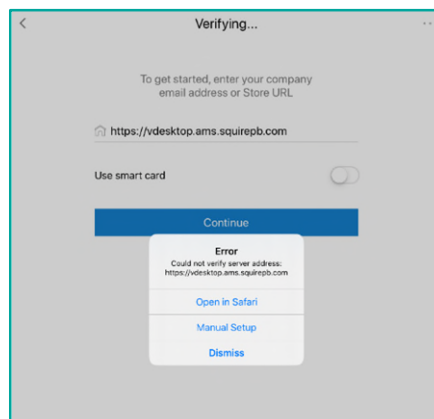 Verifying...
To get started, enter your company
email address or Store URL
https://vdesktop.ams.squirepb.com
Use smart card
Continue
Error
Could not verify server address:
https://vdesktop.ams.squirepb.com
Open in Safari
Manual Setup
Dismiss